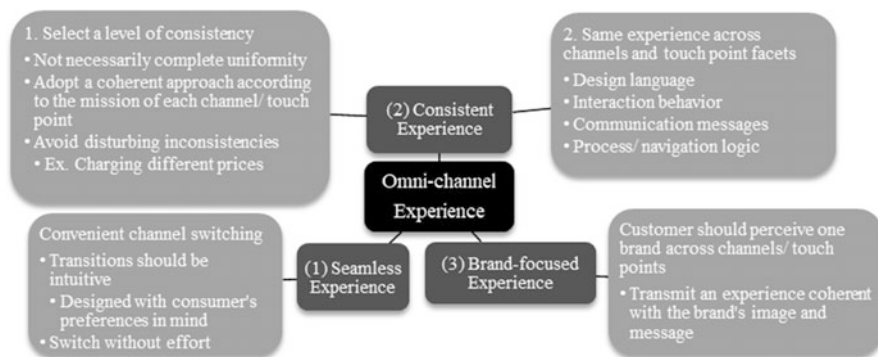 1. Select a level of consistency
• Not necessarily complete uniformity
• Adopt a coherent approach according
to the mission of each channel/ touch
point
• Avoid disturbing inconsistencies
• Ex. Charging different prices
2. Same experience across
channels and touch point facets
• Design language
• Interaction behavior
• Communication messages
• Process/ navigation logic
(2) Consistent
Experience
Omni-channel
Experience
Convenient channel switching
• Transitions should be
intuitive
• Designed with consumer's
preferences in mind
• Switch without effort
(1) Seamless
Experience
(3) Brand-focused
Experience
Customer should perceive one
brand across channels/ touch
points
• Transmit an experience coherent
with the brand's image and
message